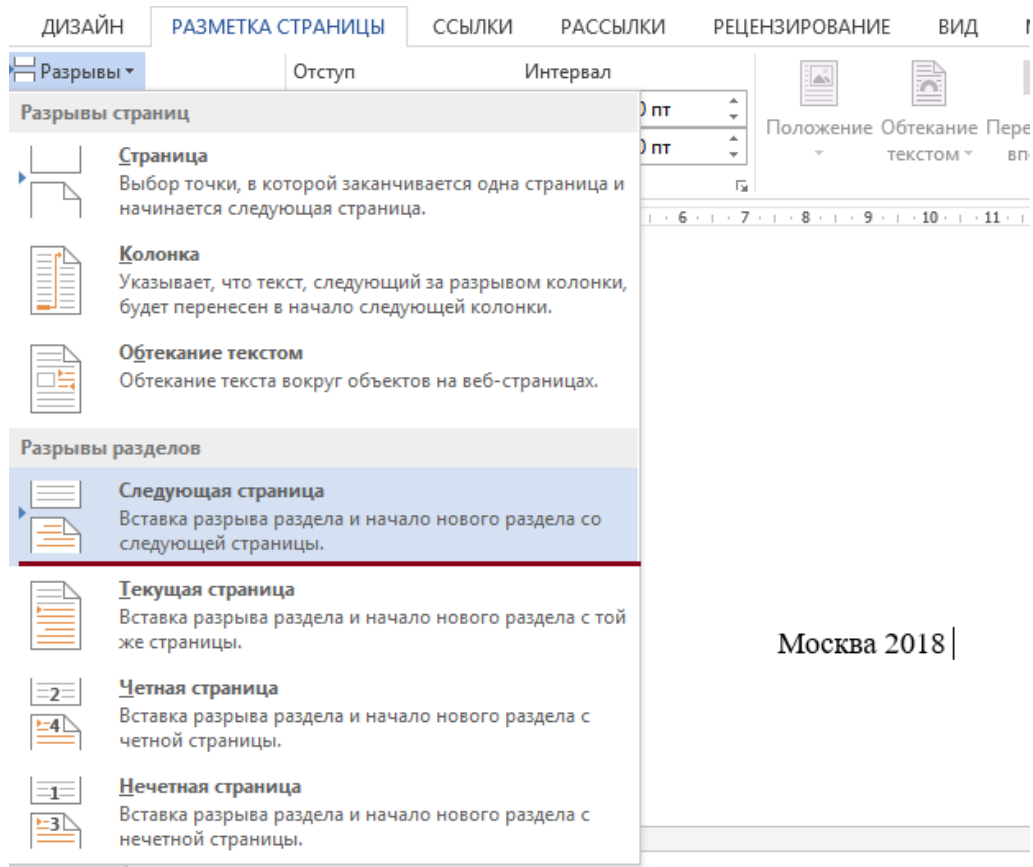 ДИЗАЙН РАЗМЕТКА СТРАНИЦЫ ССЫЛКИ РАССЫЛКИ РЕЦЕНЗИРОВАНИЕ ВИД
Разрывы Отступ Интервал
Разрывы страниц
пт
пт
Положение Обтекание
текстом
Страница
Выбор точки, в которой заканчивается одна страница и
начинается следующая страница.
6 7 8 9 10 11
Колонка
Указывает, что текст, следующий за разрывом колонки,
будет перенесен в начало следующей колонки.
Обтекание текстом
Обтекание текста вокруг объектов на веб-страницах.
Разрывы разделов
Следующая страница
Вставка разрыва раздела и начало нового раздела со
следующей страницы.
Текущая страница
Вставка разрыва раздела и начало нового раздела с той
же страницы.
Москва 2018
2
4
Четная страница
Вставка разрыва раздела и начало нового раздела с
четной страницы.
1
3
Нечетная страница
Вставка разрыва раздела и начало нового раздела с
нечетной страницы.